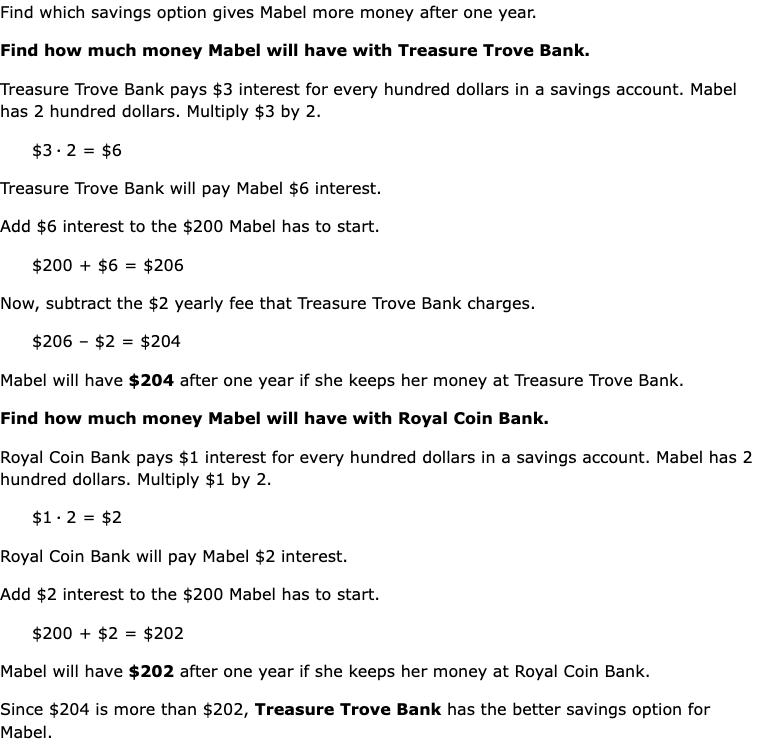 Find which savings option gives Mabel more money after one year.
Find how much money Mabel will have with Treasure Trove Bank.
Treasure Trove Bank pays $3 interest for every hundred dollars in a savings account. Mabel
has 2 hundred dollars. Multiply $3 by 2.
$3 · 2 = $6
Treasure Trove Bank will pay Mabel $6 interest.
Add $6 interest to the $200 Mabel has to start.
$200 + $6 = $206
Now, subtract the $2 yearly fee that Treasure Trove Bank charges.
$206 − $2 = $204
Mabel will have $204 after one year if she keeps her money at Treasure Trove Bank.
Find how much money Mabel will have with Royal Coin Bank.
Royal Coin Bank pays $1 interest for every hundred dollars in a savings account. Mabel has 2
hundred dollars. Multiply $1 by 2.
$1 · 2 = $2
Royal Coin Bank will pay Mabel $2 interest.
Add $2 interest to the $200 Mabel has to start.
$200 + $2 = $202
Mabel will have $202 after one year if she keeps her money at Royal Coin Bank.
Since $204 is more than $202, Treasure Trove Bank has the better savings option for
Mabel.